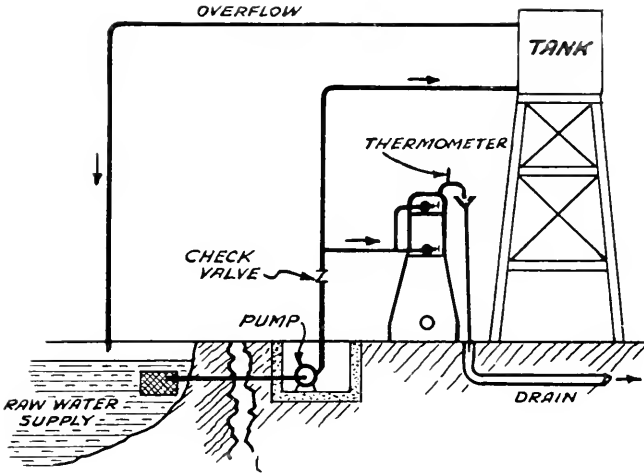 OVERFLOW
TANK
THERMOMETER
CHECK
VALVE
PUMP
RAW WATER
SUPPLY
DRAIN